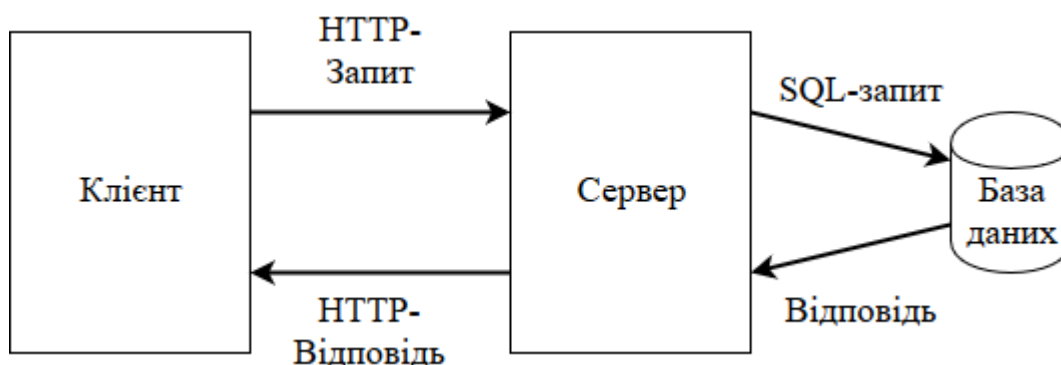 HTTP-
Запит
SQL-запит
Клієнт
Сервер
База
даних
HTTP-
Відповідь
Відповідь